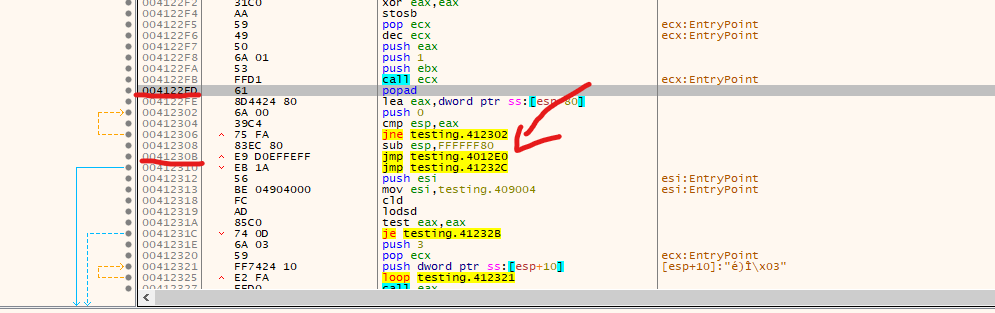 004122F2 31C0 xor eax,eax
004122F4 AA stosb
004122F5 59 pop ecx ecx:EntryPoint
004122F6 49 dec ecx ecx:EntryPoint
004122F7 50 push eax
004122F8 6A 01 push 1
004122FA 53 push ebx
004122FB FFD1 call ecx ecx:EntryPoint
004122FD 61 popad
004122FE 8D4424 80 lea eax,dword ptr ss:[esp-80]
00412302 6A 00 push 0
00412304 39C4 cmp esp,eax
00412306 75 FA jne testing.412302
00412308 83EC 80 sub esp,FFFFFF80
0041230B E9 D0EFFEFF jmp testing.4012E0
00412310 EB 1A jmp testing.41232C
00412312 56 push esi esi:EntryPoint
00412313 BE 04904000 mov esi,testing.409004 esi:EntryPoint
00412318 FC cld
00412319 AD lodsd
0041231A 85C0 test eax,eax
0041231C 74 0D je testing.41232B
0041231E 6A 03 push 3
00412320 59 pop ecx ecx:EntryPoint
00412321 FF7424 10 push dword ptr ss:[esp+10] [esp+10]:"é)Ì\x03"
00412325 E2 FA loop testing.412321
00412327 FFD0 call eax